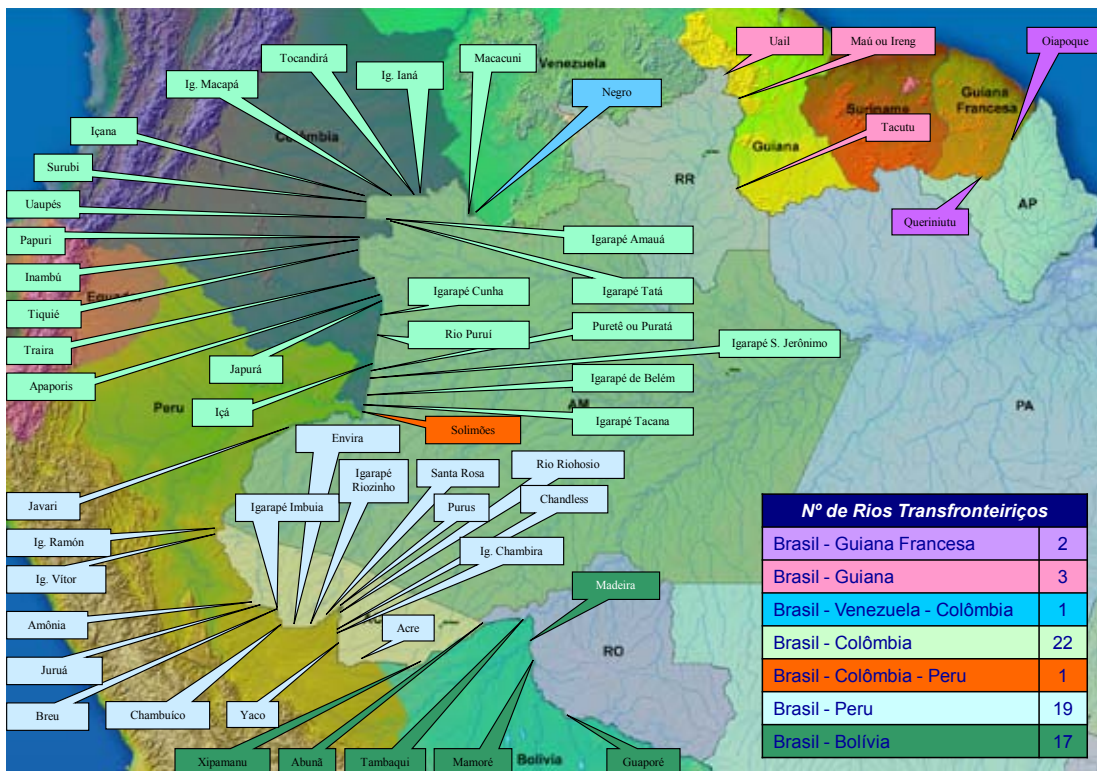 Uail
Maú ou Ireng
Oiapoque
Tocandirá
Ig. Ianá
Macacuni
Venezuela
Ig. Macapá
Negro
Guiana
Francesa
Suriname
Içana
Colômbia
Tacutu
Guiana
Surubi
RR
Uaupés
AP
Queriniutu
Papuri
Igarapé Amauá
Inambú
Igarapé Cunha
Igarapé Tatá
Equador
Tiquié
Rio Puruí
Puretê ou Puratá
Traira
Igarapé S. Jerônimo
Japurá
Apaporis
Igarapé de Belém
Içá
Peru
AM
PA
Igarapé Tacana
Solimões
Envira
Rio Riohosio
Igarapé
Riozinho
Santa Rosa
Javari
Igarapé Imbuia
Purus
Chandless
Ig. Ramón
Ig. Chambira
Ig. Vítor
Madeira
Amônia
Acre
RO
Juruá
Breu
Chambuíco
Yaco
Xipamanu
Abunã
Tambaqui
Mamoré
Bolívia
Guaporé
Nº de Rios Transfronteiriços
Brasil - Guiana Francesa 2
Brasil - Guiana 3
Brasil - Venezuela - Colômbia 1
Brasil - Colômbia 22
Brasil - Colômbia - Peru 1
Brasil - Peru 19
Brasil - Bolívia 17